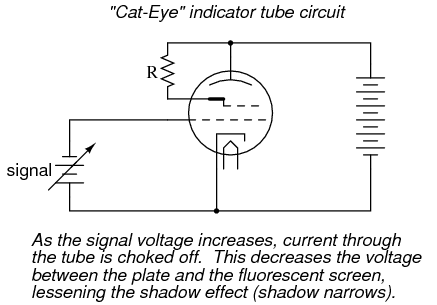 "Cat-Eye" indicator tube circuit
R
signal
As the signal voltage increases, current through
the tube is choked off.  This decreases the voltage
between the plate and the fluorescent screen,
lessening the shadow effect (shadow narrows).